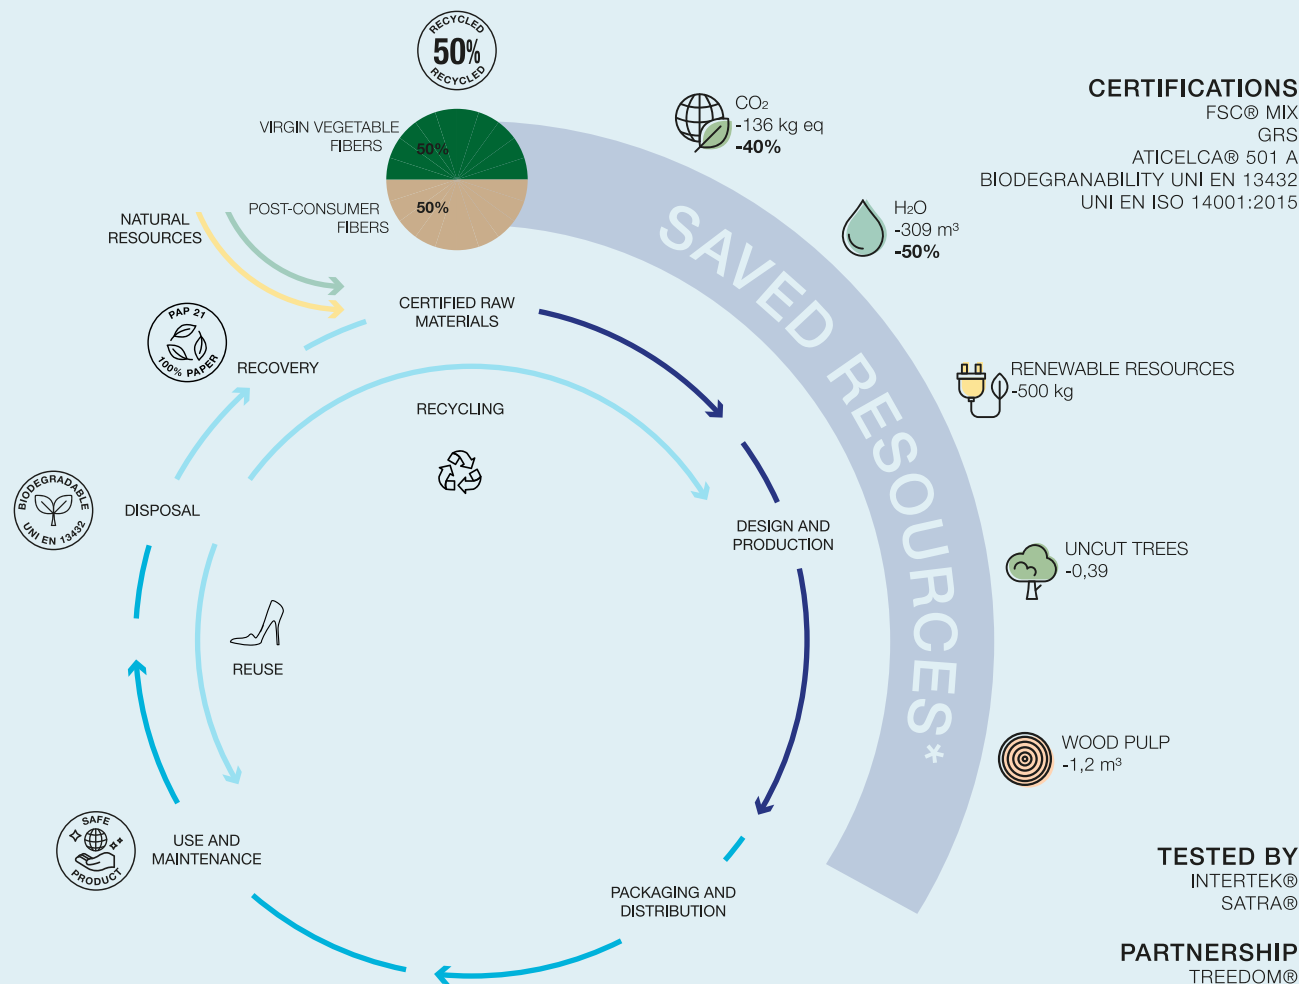 RECYCLED
50%
RECYCLED
VIRGIN VEGETABLE
FIBERS
50%
POST-CONSUMER
FIBERS
50%
NATURAL
RESOURCES
CO₂
-136 kg eq
-40%
H₂O
-309 m³
-50%
CERTIFICATIONS
FSC® MIX
GRS
ATICELCA® 501 A
BIODEGRANABILITY UNI EN 13432
UNI EN ISO 14001:2015
SAVED RESOURCES*
CERTIFIED RAW
MATERIALS
PAP 21
100% PAPER
RECOVERY
RECYCLING
RENEWABLE RESOURCES
-500 kg
BIODEGRADABLE
UNI EN 13432
DISPOSAL
DESIGN AND
PRODUCTION
UNCUT TREES
-0,39
REUSE
WOOD PULP
-1,2 m³
SAFE
PRODUCT
USE AND
MAINTENANCE
PACKAGING AND
DISTRIBUTION
TESTED BY
INTERTEK®
SATRA®
PARTNERSHIP
TREEDOM®